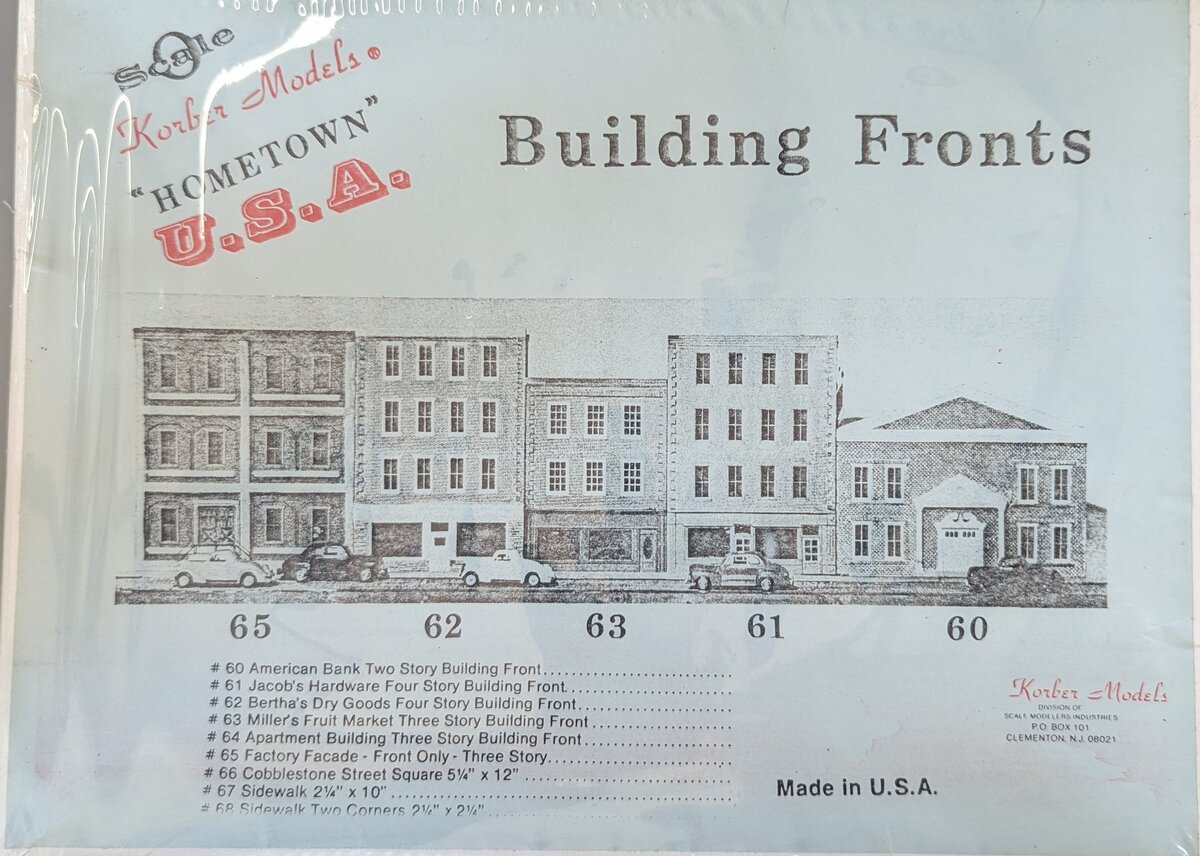 O Scale
Korber Models®
"HOMETOWN"
U.S.A.
Building Fronts
65 62 63 61 60
# 60 American Bank Two Story Building Front
# 61 Jacob's Hardware Four Story Building Front
# 62 Bertha's Dry Goods Four Story Building Front
# 63 Miller's Fruit Market Three Story Building Front
# 64 Apartment Building Three Story Building Front
# 65 Factory Facade - Front Only - Three Story
# 66 Cobblestone Street Square 5¼" x 12"
# 67 Sidewalk 2¼" x 10"
# 68 Sidewalk Two Corners 2¼" x 2¼"
Korber Models
DIVISION OF
SCALE MODELERS INDUSTRIES
P.O. BOX 101
CLEMENTON, N.J. 08021
Made in U.S.A.